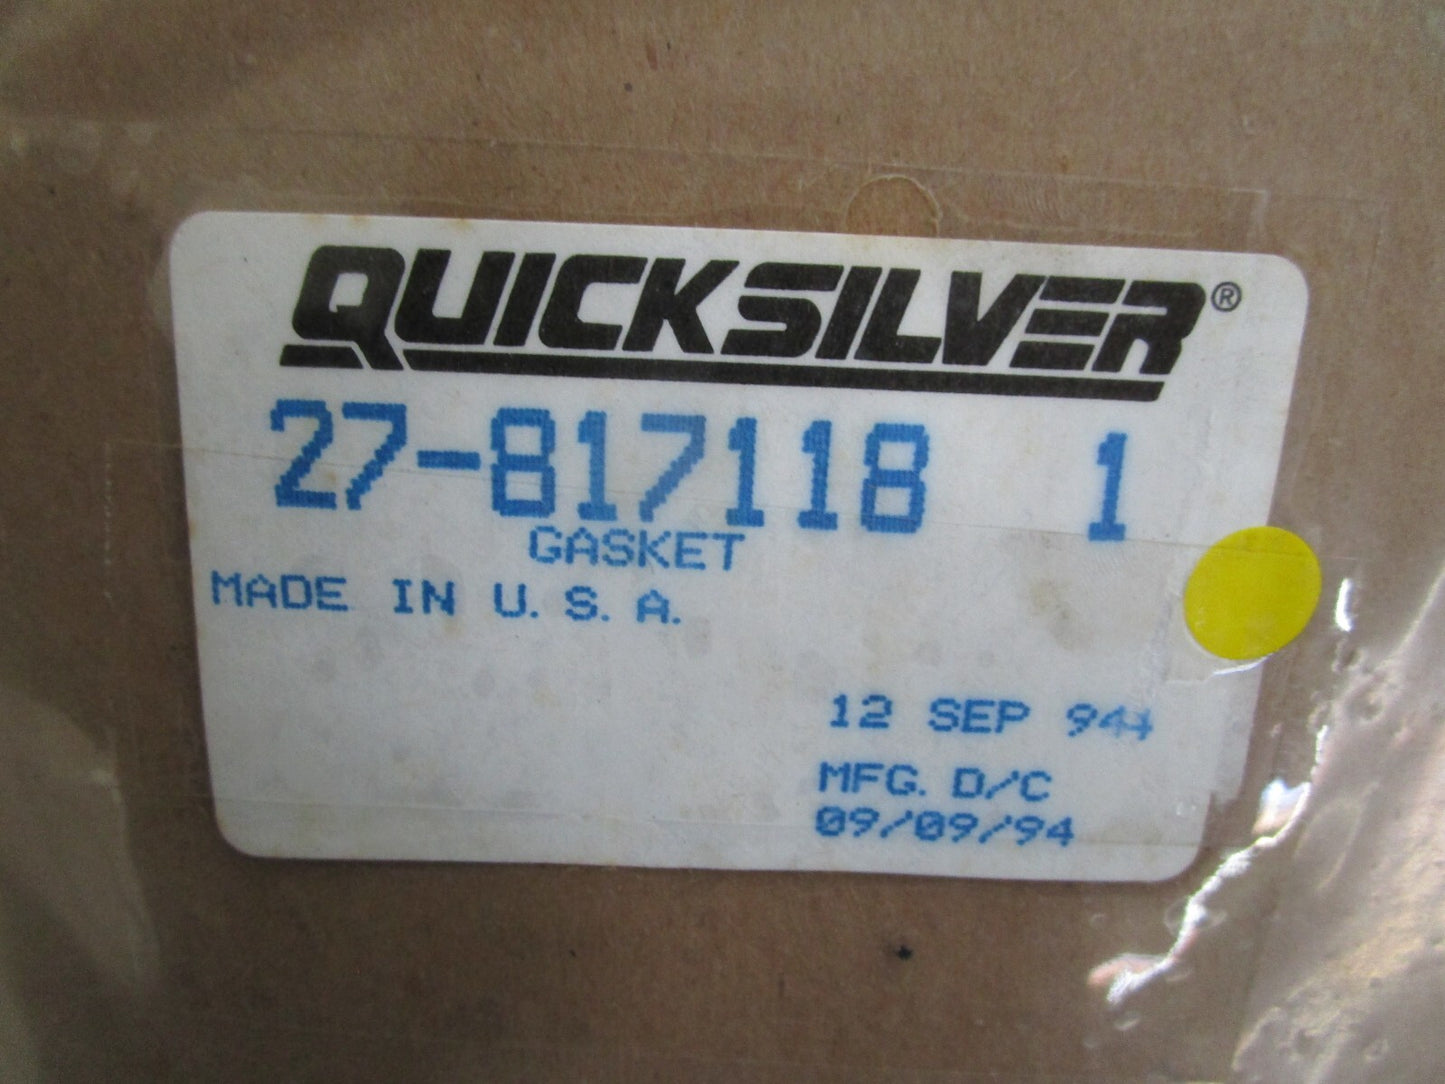 QUICKSILVER®
27-817118 1
GASKET
MADE IN U.S.A.
12 SEP 944
MFG. D/C
09/09/94